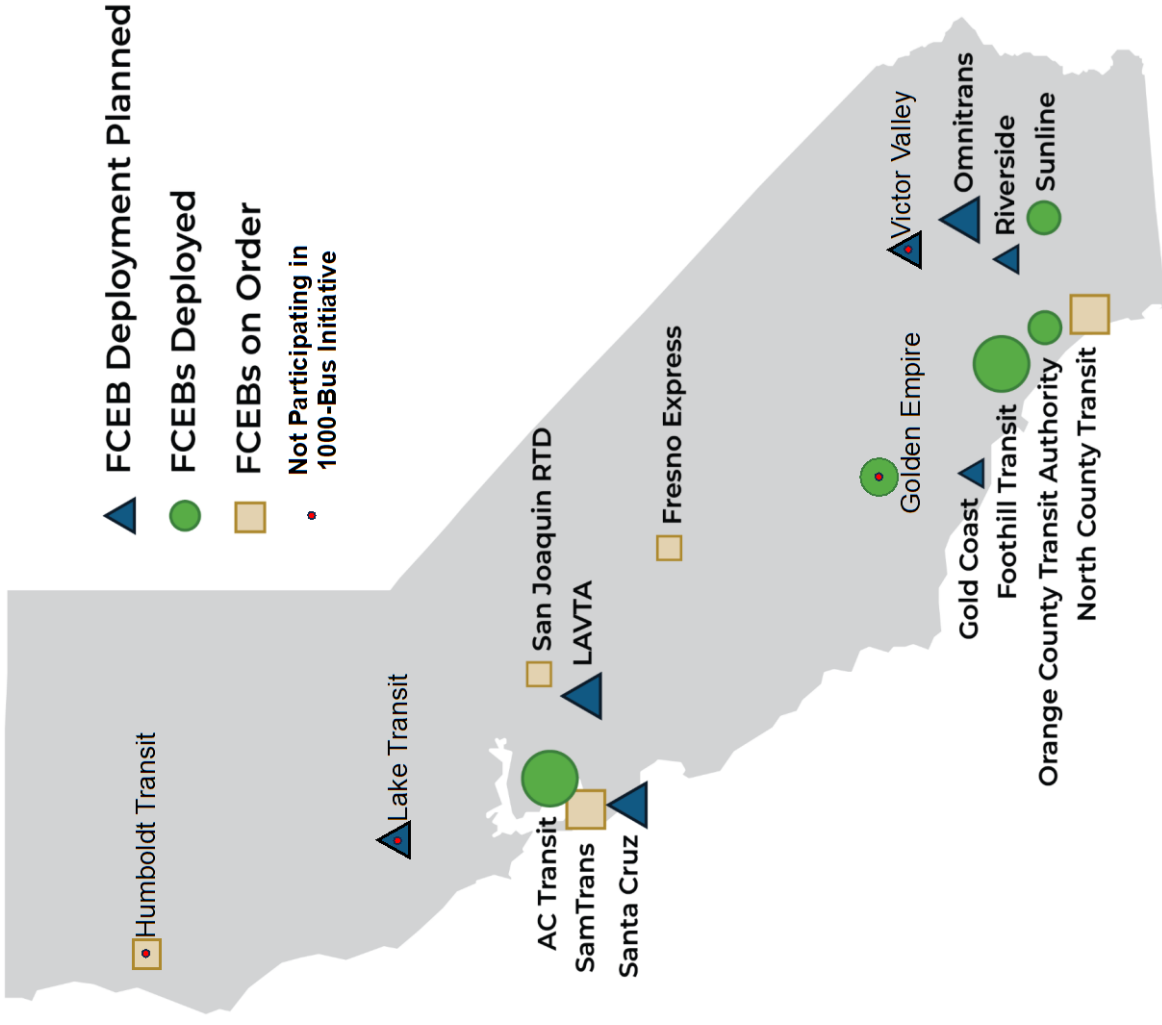 FCEB Deployment Planned
FCEBs Deployed
FCEBs on Order
Not Participating in
1000-Bus Initiative
Humboldt Transit
Lake Transit
San Joaquin RTD
LAVTA
AC Transit
SamTrans
Santa Cruz
Fresno Express
Golden Empire
Victor Valley
Omnitrans
Riverside
Sunline
Gold Coast
Foothill Transit
Orange County Transit Authority
North County Transit